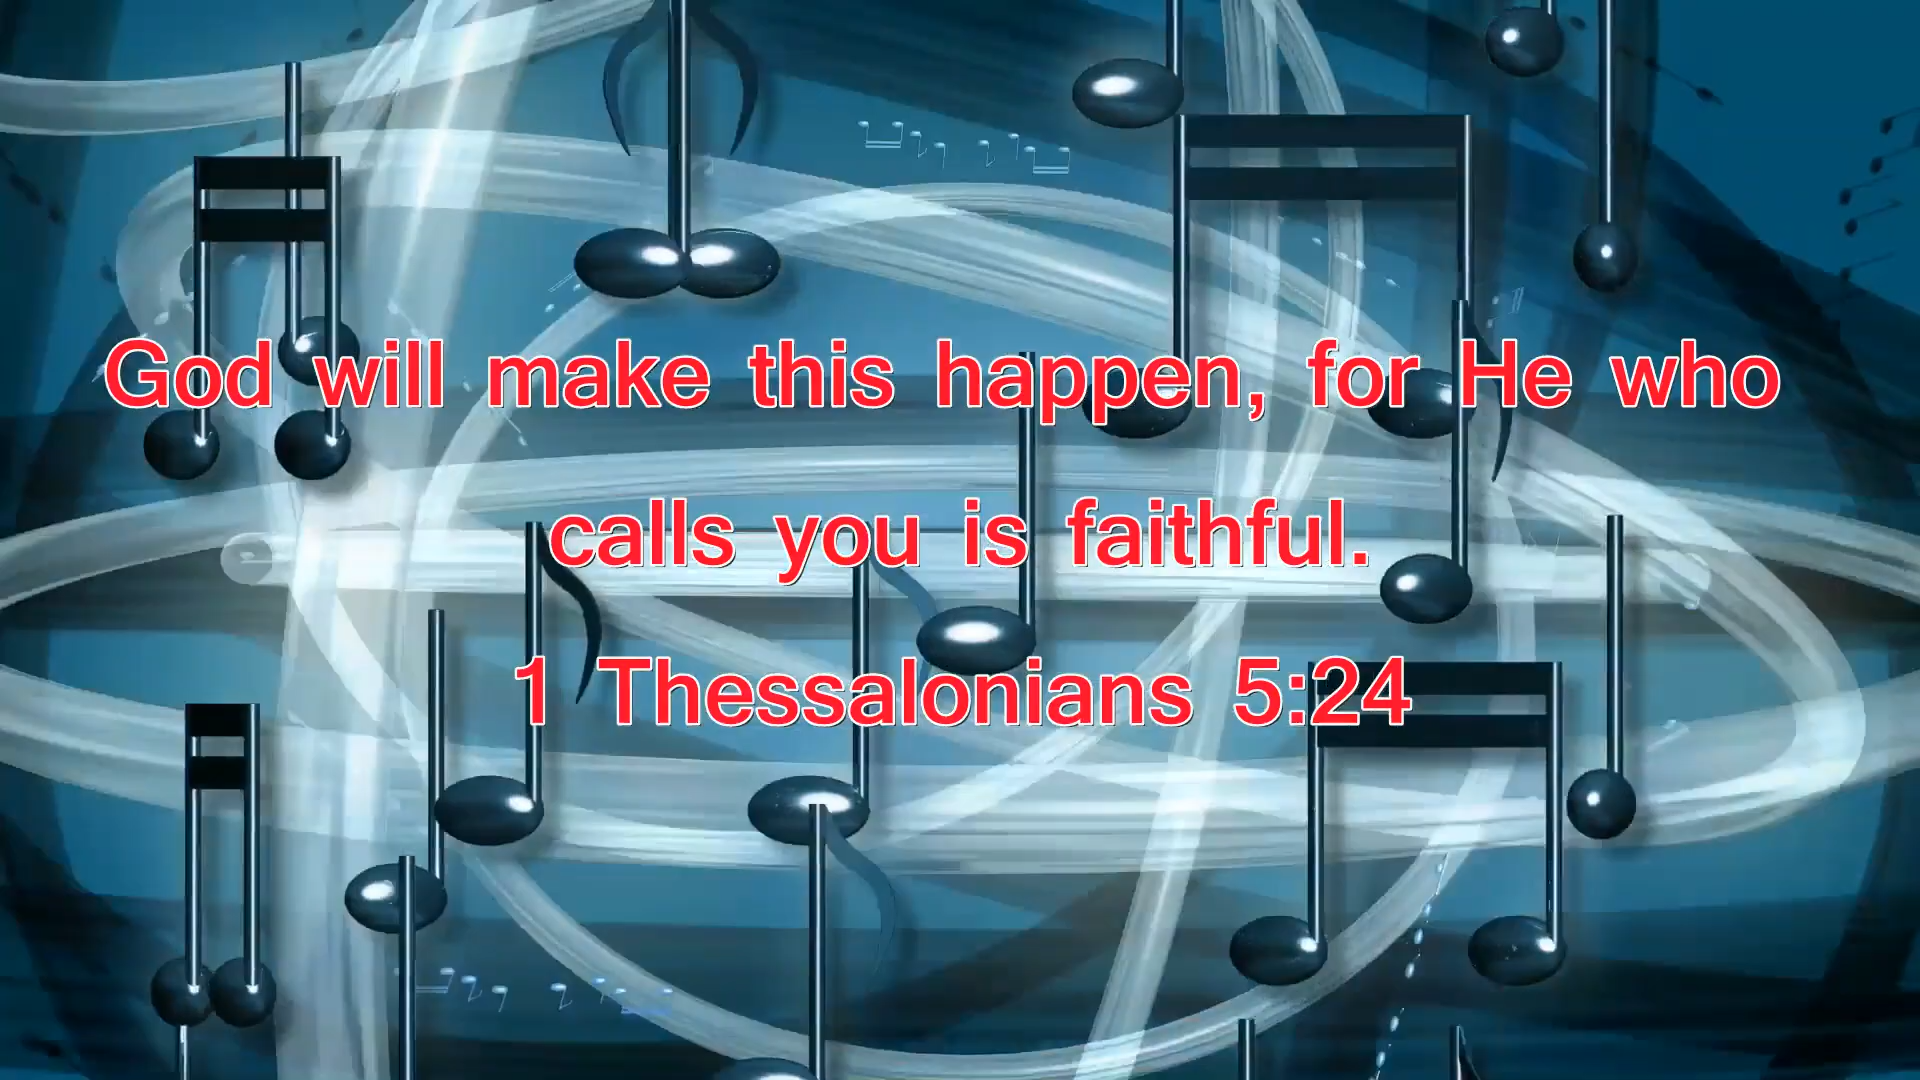 God will make this happen, for He who
calls you is faithful.
1 Thessalonians 5:24